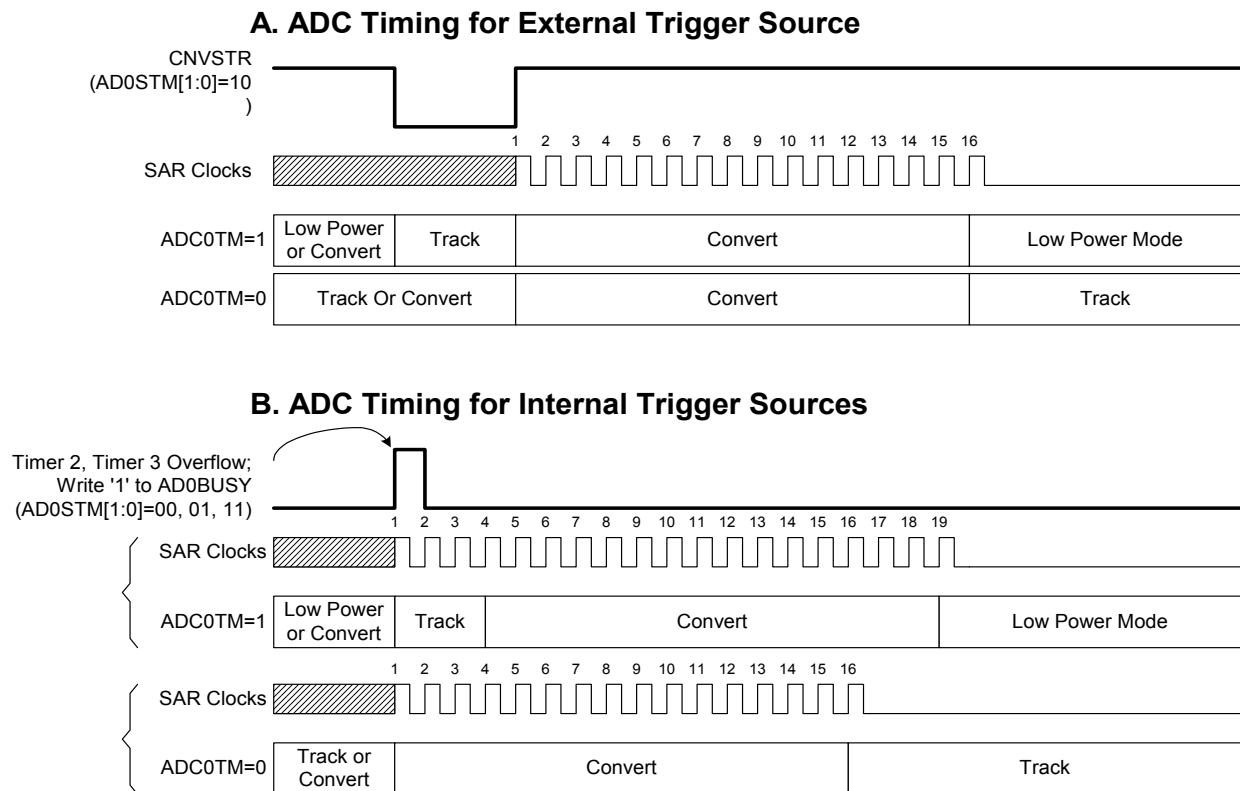 A. ADC Timing for External Trigger Source
CNVSTR
(AD0STM[1:0]=10
)
1 2 3 4 5 6 7 8 9 10 11 12 13 14 15 16
SAR Clocks
ADC0TM=1
Low Power
or Convert
Track
Convert
Low Power Mode
ADC0TM=0
Track Or Convert
Convert
Track
B. ADC Timing for Internal Trigger Sources
Timer 2, Timer 3 Overflow;
Write '1' to AD0BUSY
(AD0STM[1:0]=00, 01, 11)
1 2 3 4 5 6 7 8 9 10 11 12 13 14 15 16 17 18 19
SAR Clocks
ADC0TM=1
Low Power
or Convert
Track
Convert
Low Power Mode
1 2 3 4 5 6 7 8 9 10 11 12 13 14 15 16
SAR Clocks
ADC0TM=0
Track or
Convert
Convert
Track